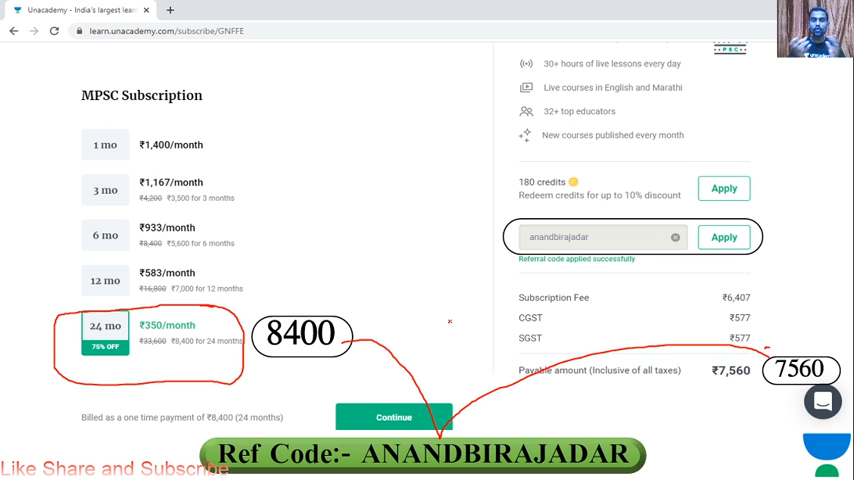 Unacademy - India's largest learn
learn.unacademy.com/subscribe/GNFFE
PSC
30+ hours of live lessons every day
Live courses in English and Marathi
32+ top educators
New courses published every month
MPSC Subscription
1 mo ₹1,400/month
3 mo ₹1,167/month
₹4,200 ₹3,500 for 3 months
6 mo ₹933/month
₹8,400 ₹5,600 for 6 months
12 mo ₹583/month
₹16,800 ₹7,000 for 12 months
24 mo ₹350/month
75% OFF ₹33,600 ₹8,400 for 24 months
8400
Billed as a one time payment of ₹8,400 (24 months)
Continue
180 credits
Redeem credits for up to 10% discount
Apply
anandbirajadar
Apply
Referral code applied successfully
Subscription Fee ₹6,407
CGST ₹577
SGST ₹577
Payable amount (Inclusive of all taxes) ₹7,560
7560
Ref Code:- ANANDBIRAJADAR
Like Share and Subscribe